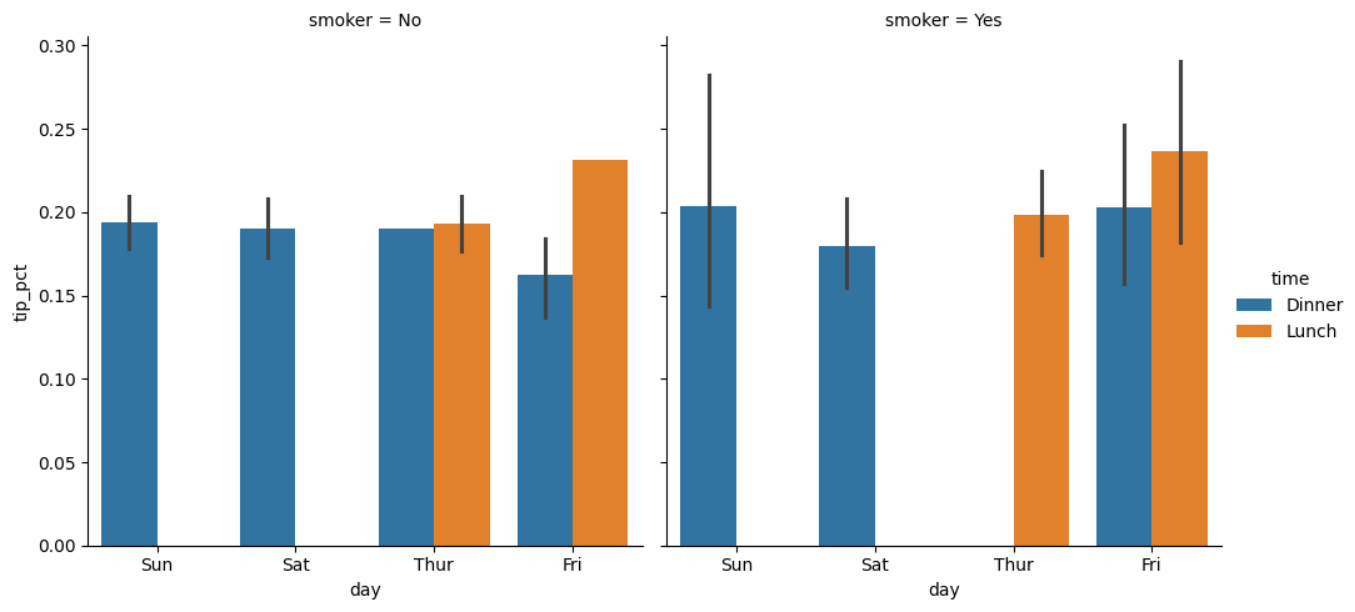 smoker = No
smoker = Yes
tip_pct
0.30
0.25
0.20
0.15
0.10
0.05
0.00
Sun Sat Thur Fri
day
Sun Sat Thur Fri
day
time
Dinner
Lunch